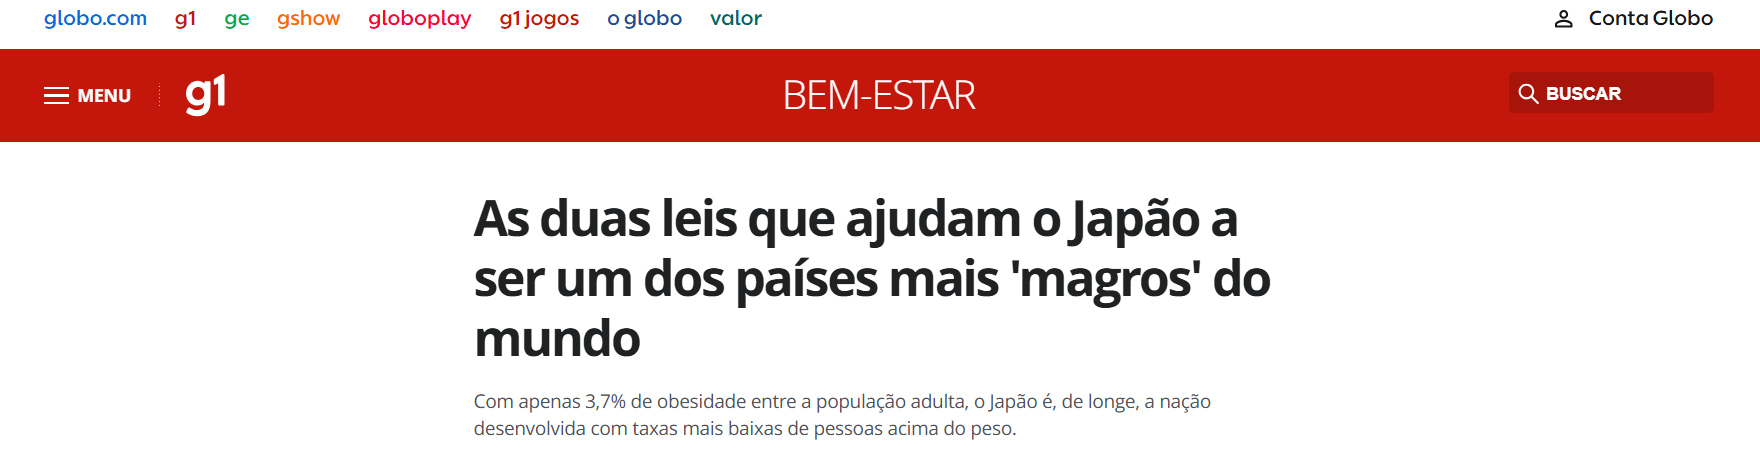 globo.com g1 ge gshow globoplay g1 jogos o globo valor Conta Globo
MENU g1 BEM-ESTAR BUSCAR
As duas leis que ajudam o Japão a
ser um dos países mais 'magros' do
mundo
Com apenas 3,7% de obesidade entre a população adulta, o Japão é, de longe, a nação
desenvolvida com taxas mais baixas de pessoas acima do peso.